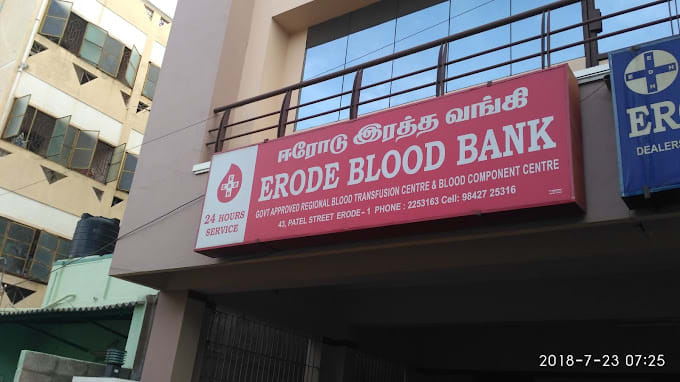 ஈரோடு இரத்த வங்கி
ERODE BLOOD BANK
24 HOURS
SERVICE
GOVT APPROVED REGIONAL BLOOD TRANSFUSION CENTRE & BLOOD COMPONENT CENTRE
43, PATEL STREET ERODE - 1 PHONE : 2253163 Cell: 98427 25316
ERO
DEALERS
2018-7-23 07:25